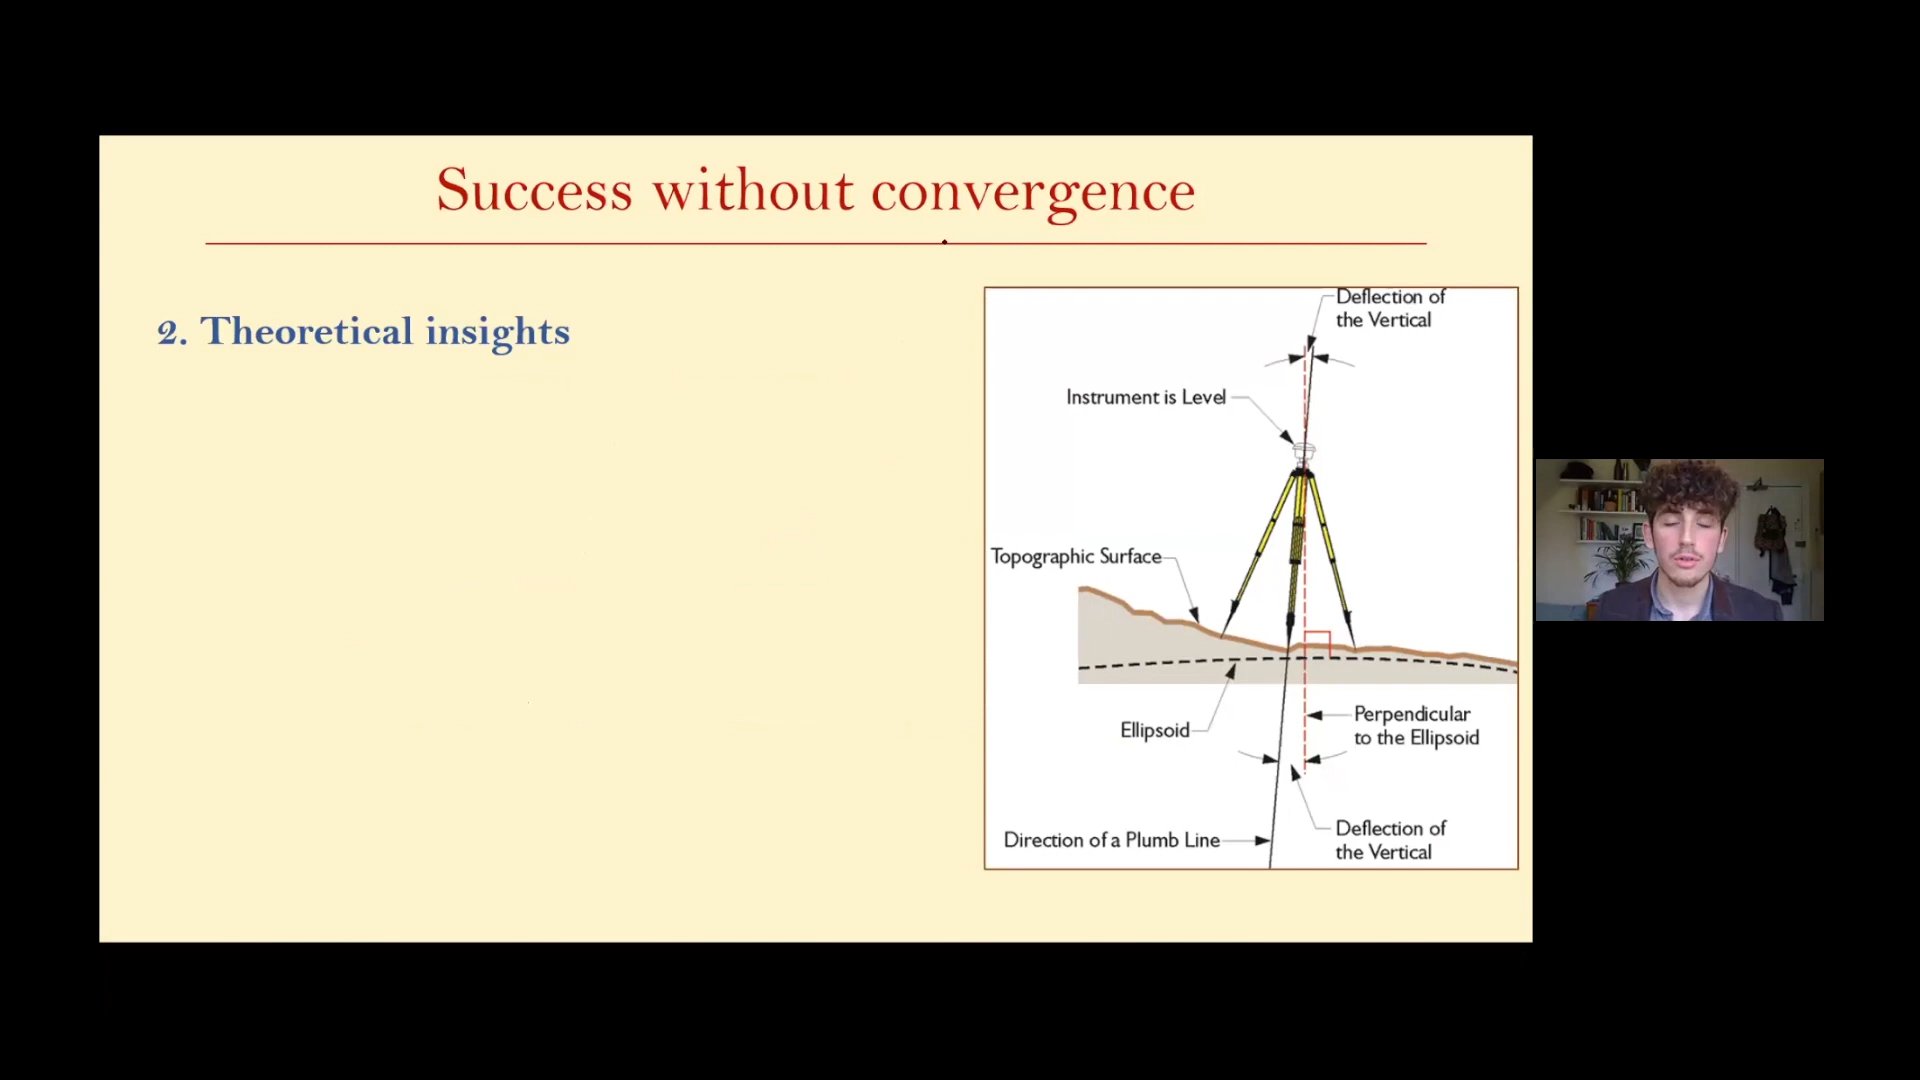 Success without convergence
2. Theoretical insights
Deflection of
the Vertical
Instrument is Level
Topographic Surface
Ellipsoid
Perpendicular
to the Ellipsoid
Direction of a Plumb Line
Deflection of
the Vertical